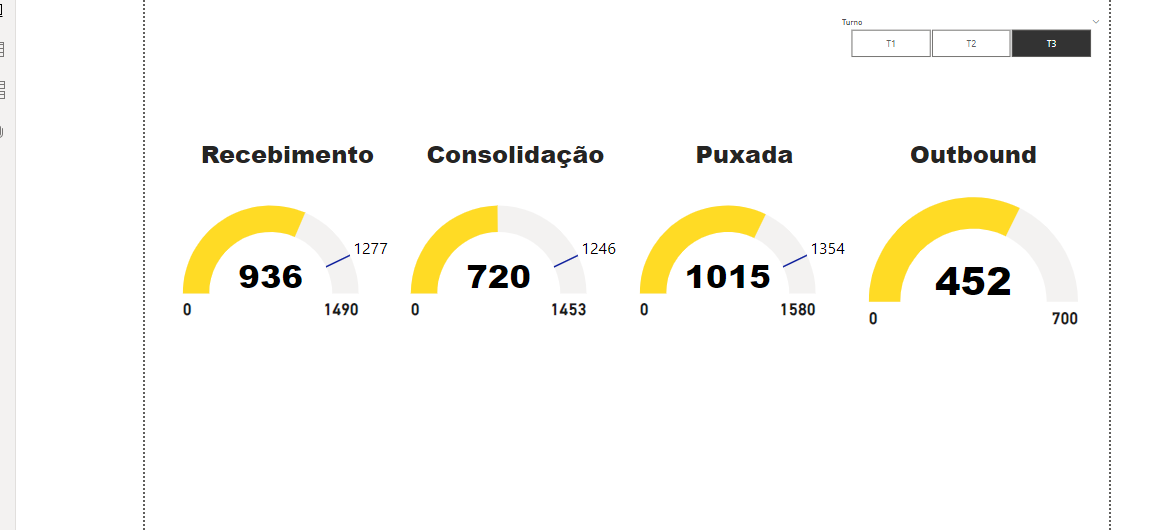 Turno
T1 T2 T3
Recebimento Consolidação Puxada Outbound
1277 1246 1354
936 720 1015 452
0 1490 0 1453 0 1580 0 700